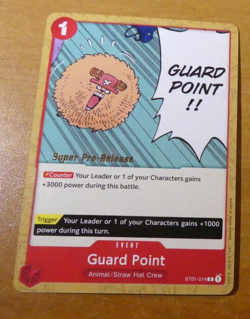 1
GUARD
POINT
!!
Super Pre-Release
Counter Your Leader or 1 of your Characters gains
+3000 power during this battle.
Trigger Your Leader or 1 of your Characters gains +1000
power during this turn.
EVENT
Guard Point
Animal/Straw Hat Crew
ST01-014